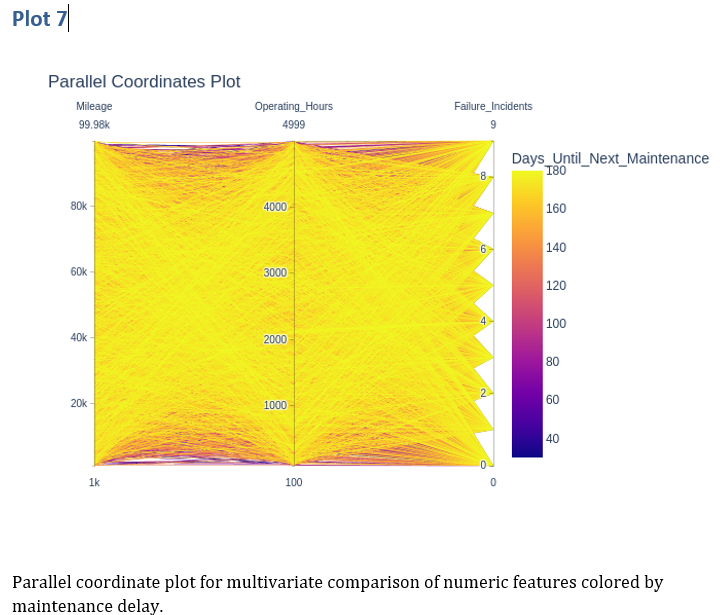 Plot 7
Parallel Coordinates Plot
Mileage Operating_Hours Failure_Incidents
99.98k 4999 9
Days_Until_Next_Maintenance
180
8
160
80k 4000
140
6
60k 3000
120
100
4
40k 2000
80
2
60
20k 1000
40
0
1k 100 0
Parallel coordinate plot for multivariate comparison of numeric features colored by
maintenance delay.